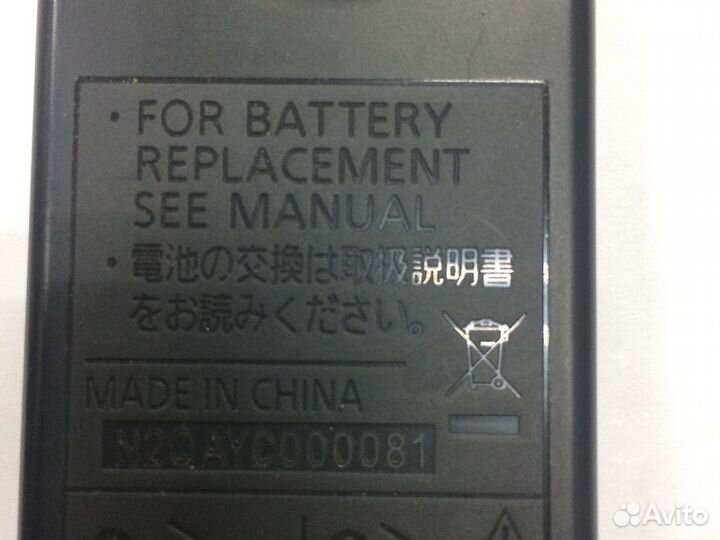 · FOR BATTERY
REPLACEMENT
SEE MANUAL
· 電池の交換は取扱説明書
をお読みください。
MADE IN CHINA
N2QAYC000081
Avito